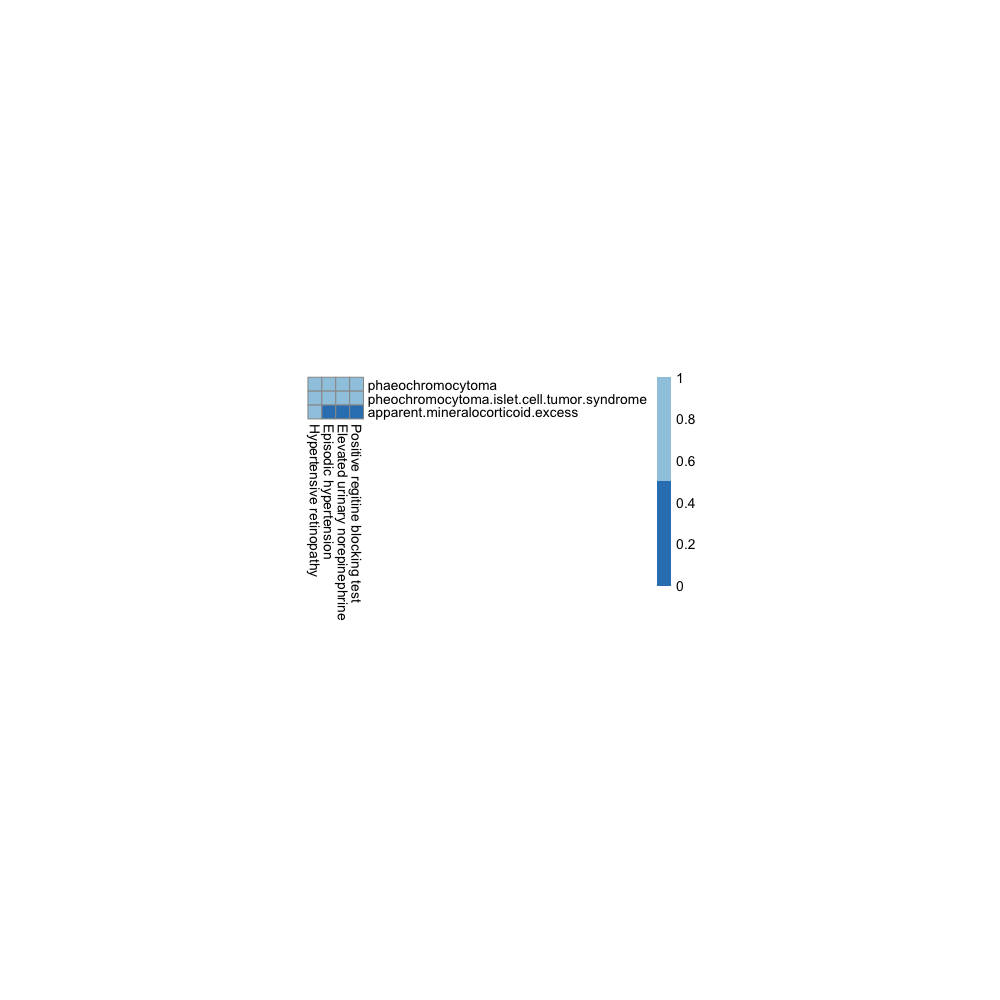 phaeochromocytoma
pheochromocytoma.islet.cell.tumor.syndrome
apparent.mineralocorticoid.excess
Hypertensive retinopathy
Episodic hypertension
Elevated urinary norepinephrine
Positive regitine blocking test
1
0.8
0.6
0.4
0.2
0